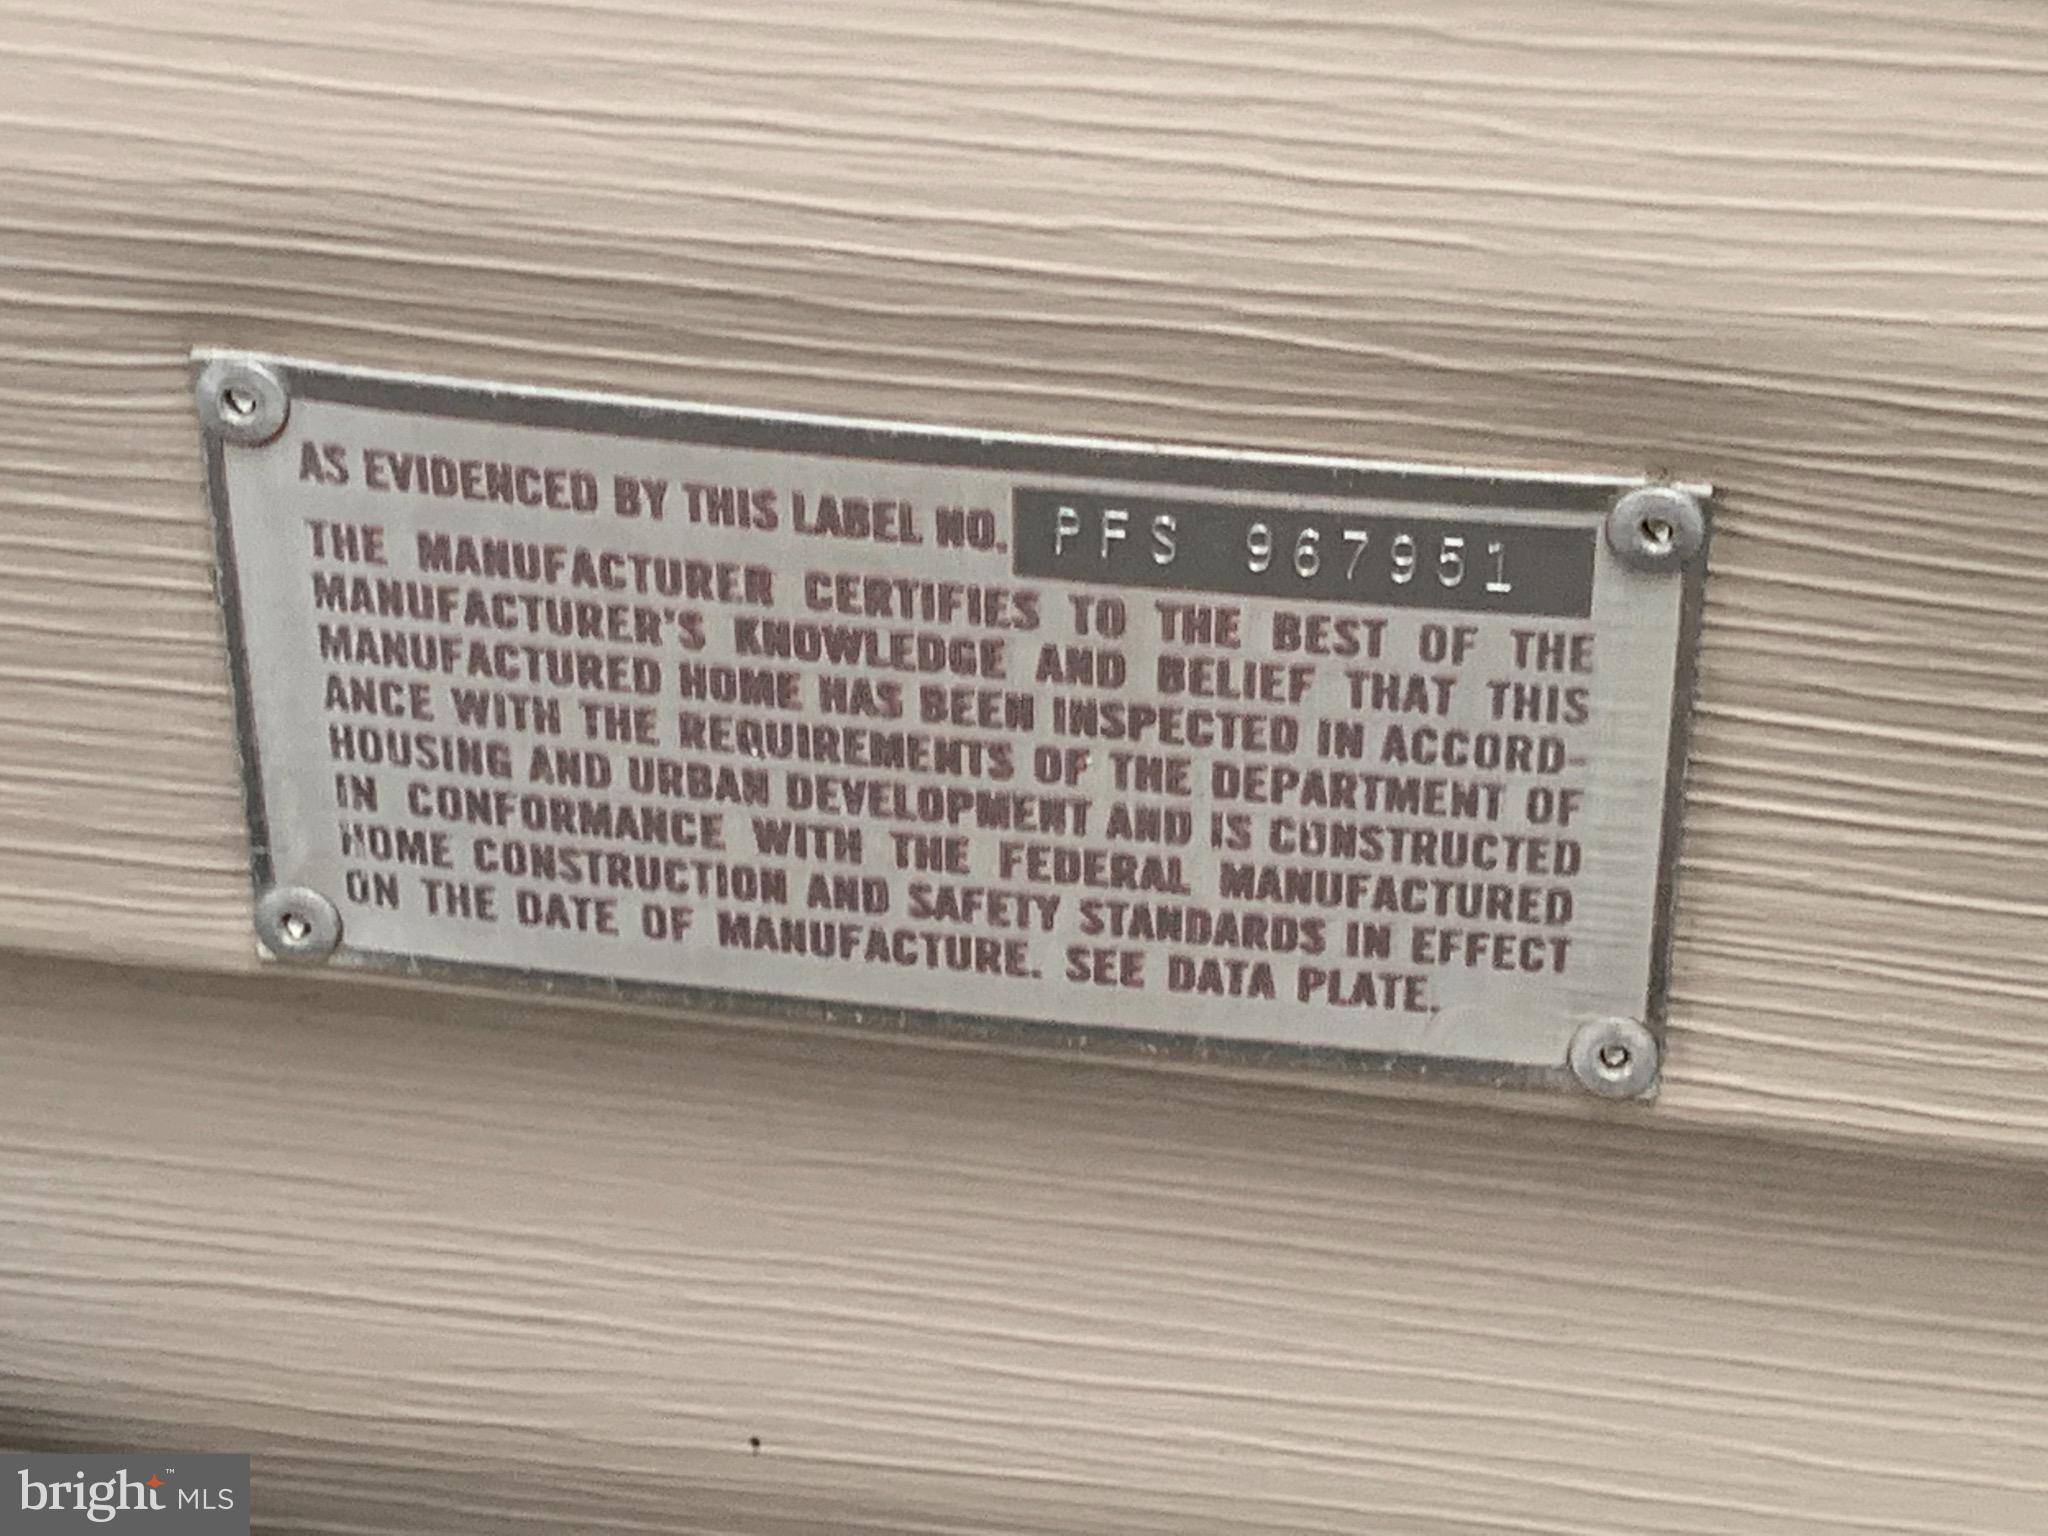 AS EVIDENCED BY THIS LABEL NO. PFS 967951
THE MANUFACTURER CERTIFIES TO THE BEST OF THE
MANUFACTURER'S KNOWLEDGE AND BELIEF THAT THIS
MANUFACTURED HOME HAS BEEN INSPECTED IN ACCORD-
ANCE WITH THE REQUIREMENTS OF THE DEPARTMENT OF
HOUSING AND URBAN DEVELOPMENT AND IS CONSTRUCTED
IN CONFORMANCE WITH THE FEDERAL MANUFACTURED
HOME CONSTRUCTION AND SAFETY STANDARDS IN EFFECT
ON THE DATE OF MANUFACTURE. SEE DATA PLATE.
bright™ MLS